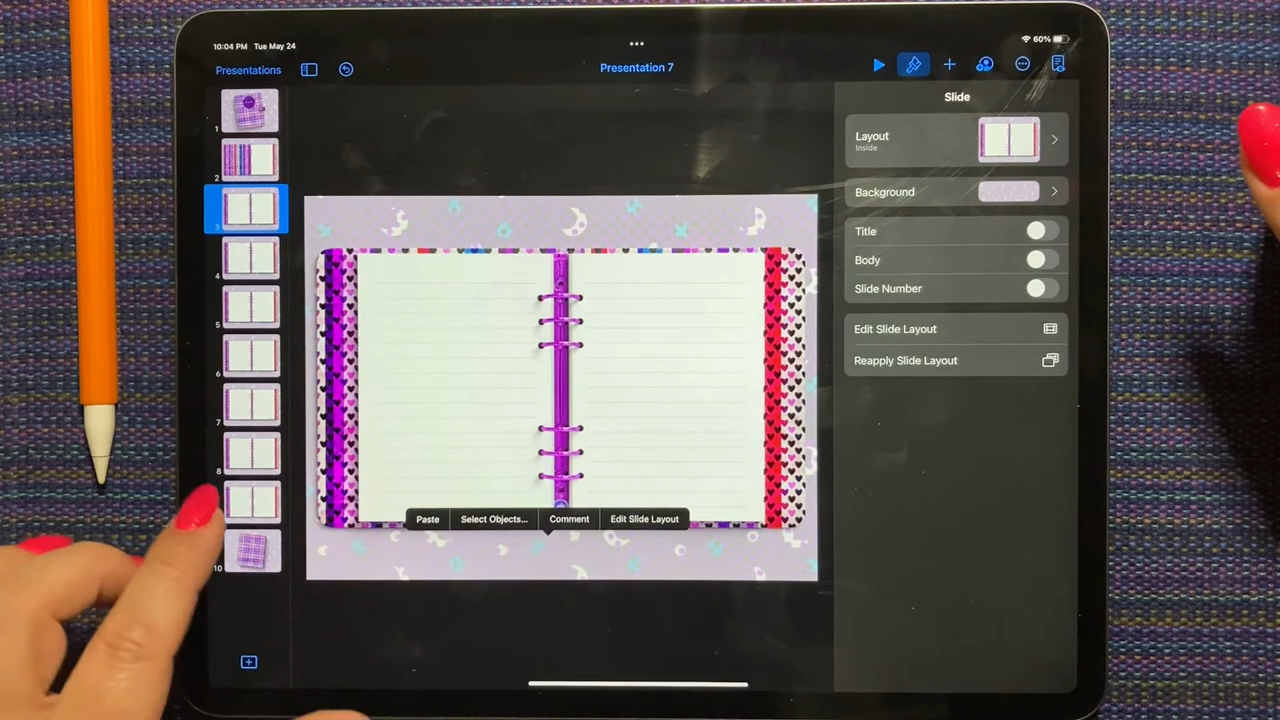 10:04 PM Tue May 24
60%
Presentations
Presentation 7
1
2
3
4
5
6
7
8
10
Slide
Layout
Inside
Background
Title
Body
Slide Number
Edit Slide Layout
Reapply Slide Layout
Paste
Select Objects...
Comment
Edit Slide Layout